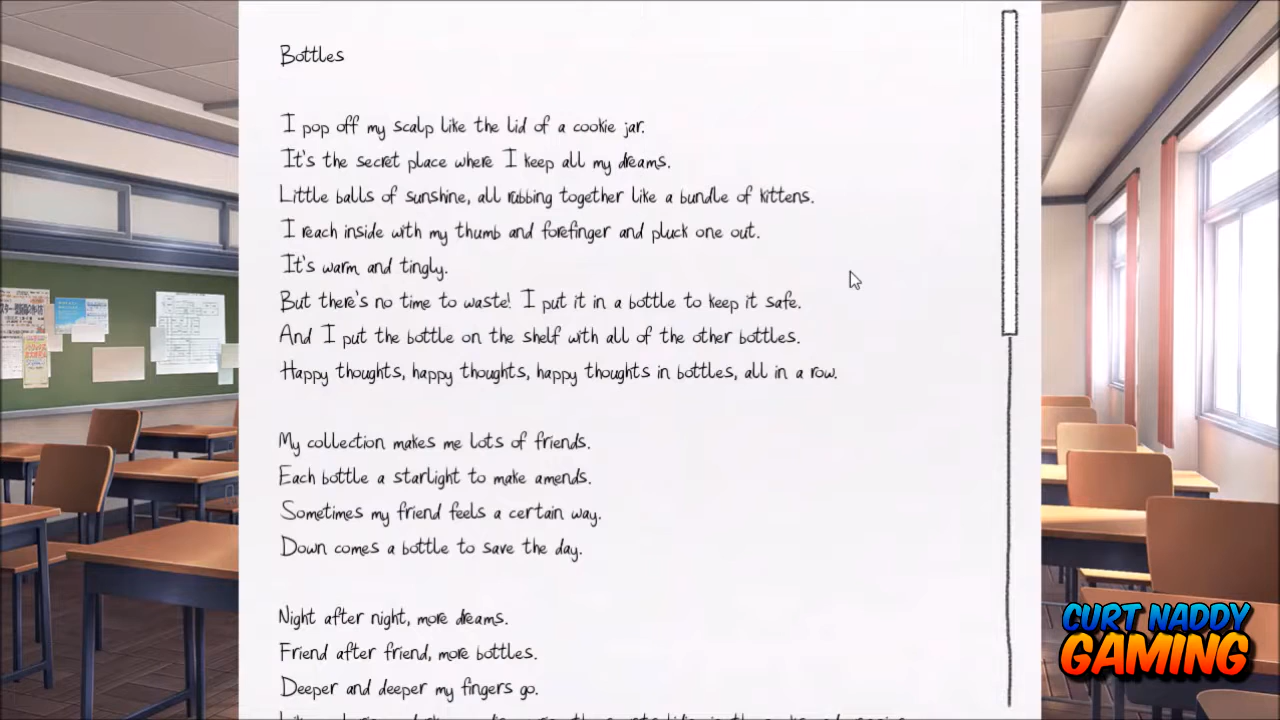 Bottles
I pop off my scalp like the lid of a cookie jar.
It's the secret place where I keep all my dreams.
Little balls of sunshine, all rubbing together like a bundle of kittens.
I reach inside with my thumb and forefinger and pluck one out.
It's warm and tingly.
But there's no time to waste! I put it in a bottle to keep it safe.
And I put the bottle on the shelf with all of the other bottles.
Happy thoughts, happy thoughts, happy thoughts in bottles, all in a row.
My collection makes me lots of friends.
Each bottle a starlight to make amends.
Sometimes my friend feels a certain way.
Down comes a bottle to save the day.
Night after night, more dreams.
Friend after friend, more bottles.
Deeper and deeper my fingers go.
CURT NADDY
GAMING